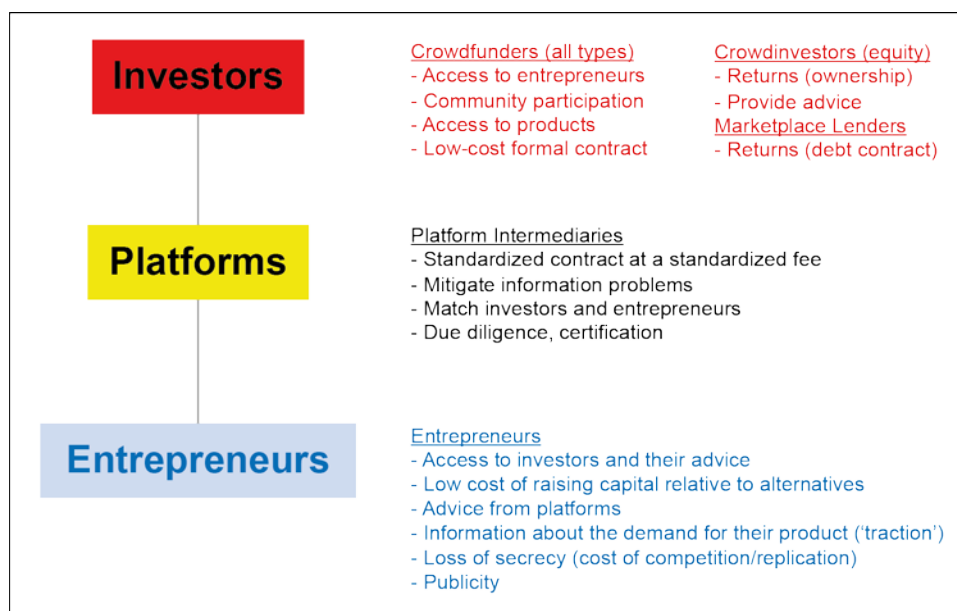 Investors
Crowdfunders (all types)
- Access to entrepreneurs
- Community participation
- Access to products
- Low-cost formal contract
Crowdinvestors (equity)
- Returns (ownership)
- Provide advice
Marketplace Lenders
- Returns (debt contract)
Platforms
Platform Intermediaries
- Standardized contract at a standardized fee
- Mitigate information problems
- Match investors and entrepreneurs
- Due diligence, certification
Entrepreneurs
Entrepreneurs
- Access to investors and their advice
- Low cost of raising capital relative to alternatives
- Advice from platforms
- Information about the demand for their product (‘traction’)
- Loss of secrecy (cost of competition/replication)
- Publicity